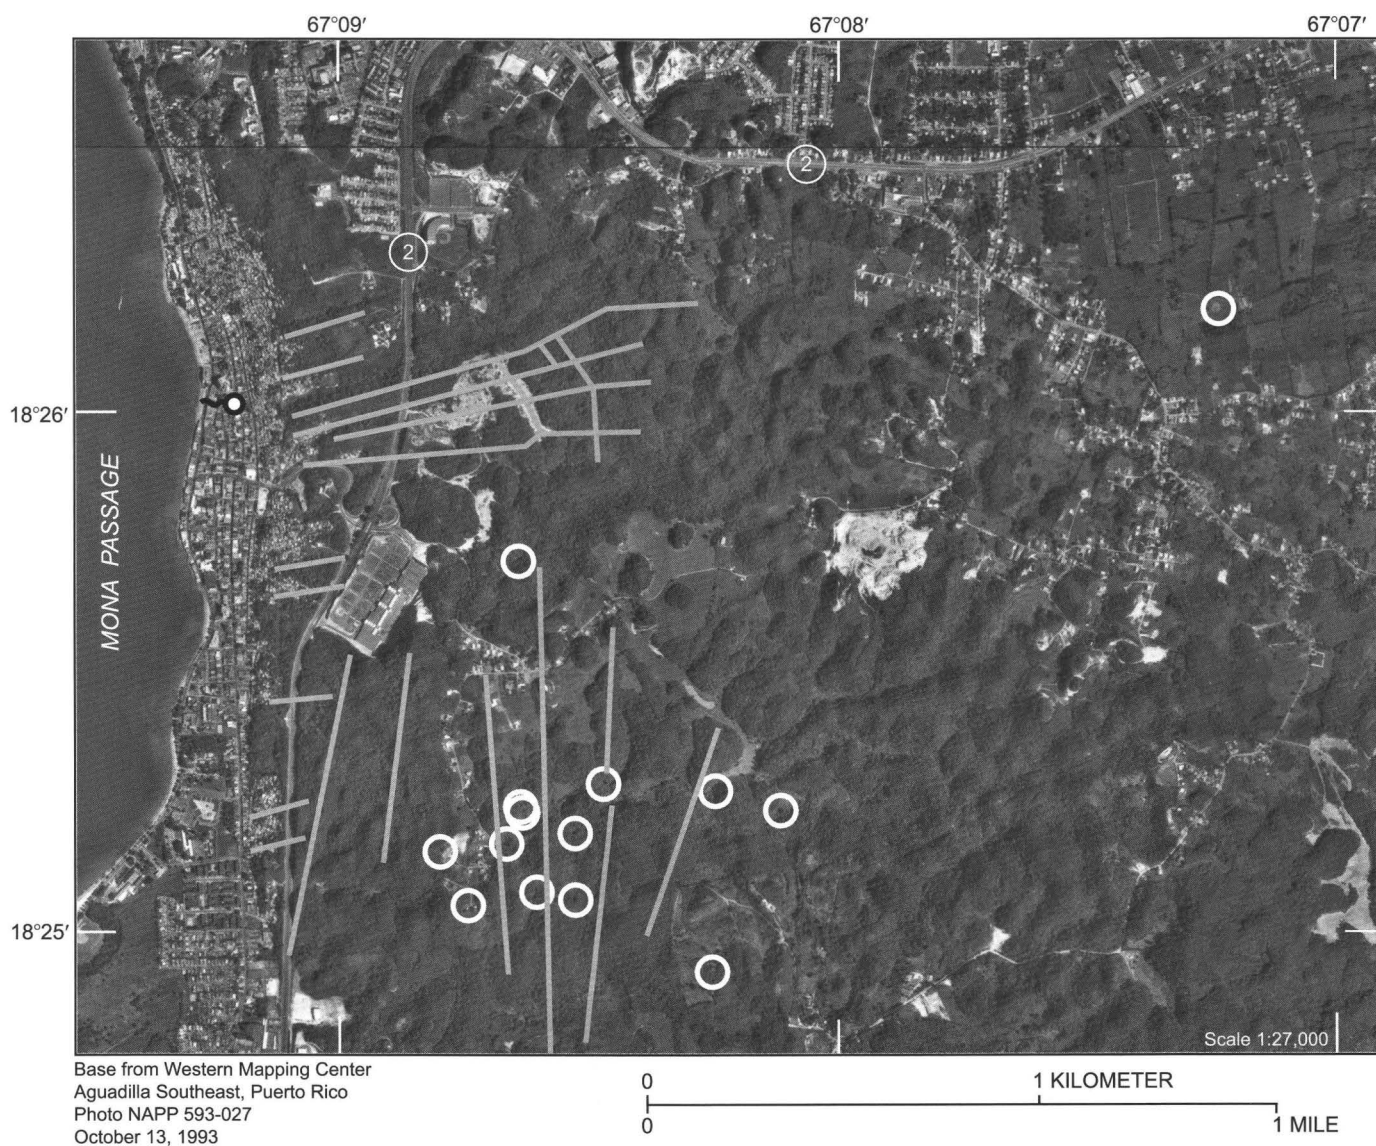 67°09′ 67°08′ 67°07′
2
2
18°26′
MONA PASSAGE
18°25′
Scale 1:27,000
Base from Western Mapping Center
Aguadilla Southeast, Puerto Rico
Photo NAPP 593-027
October 13, 1993
0 1 KILOMETER
0 1 MILE